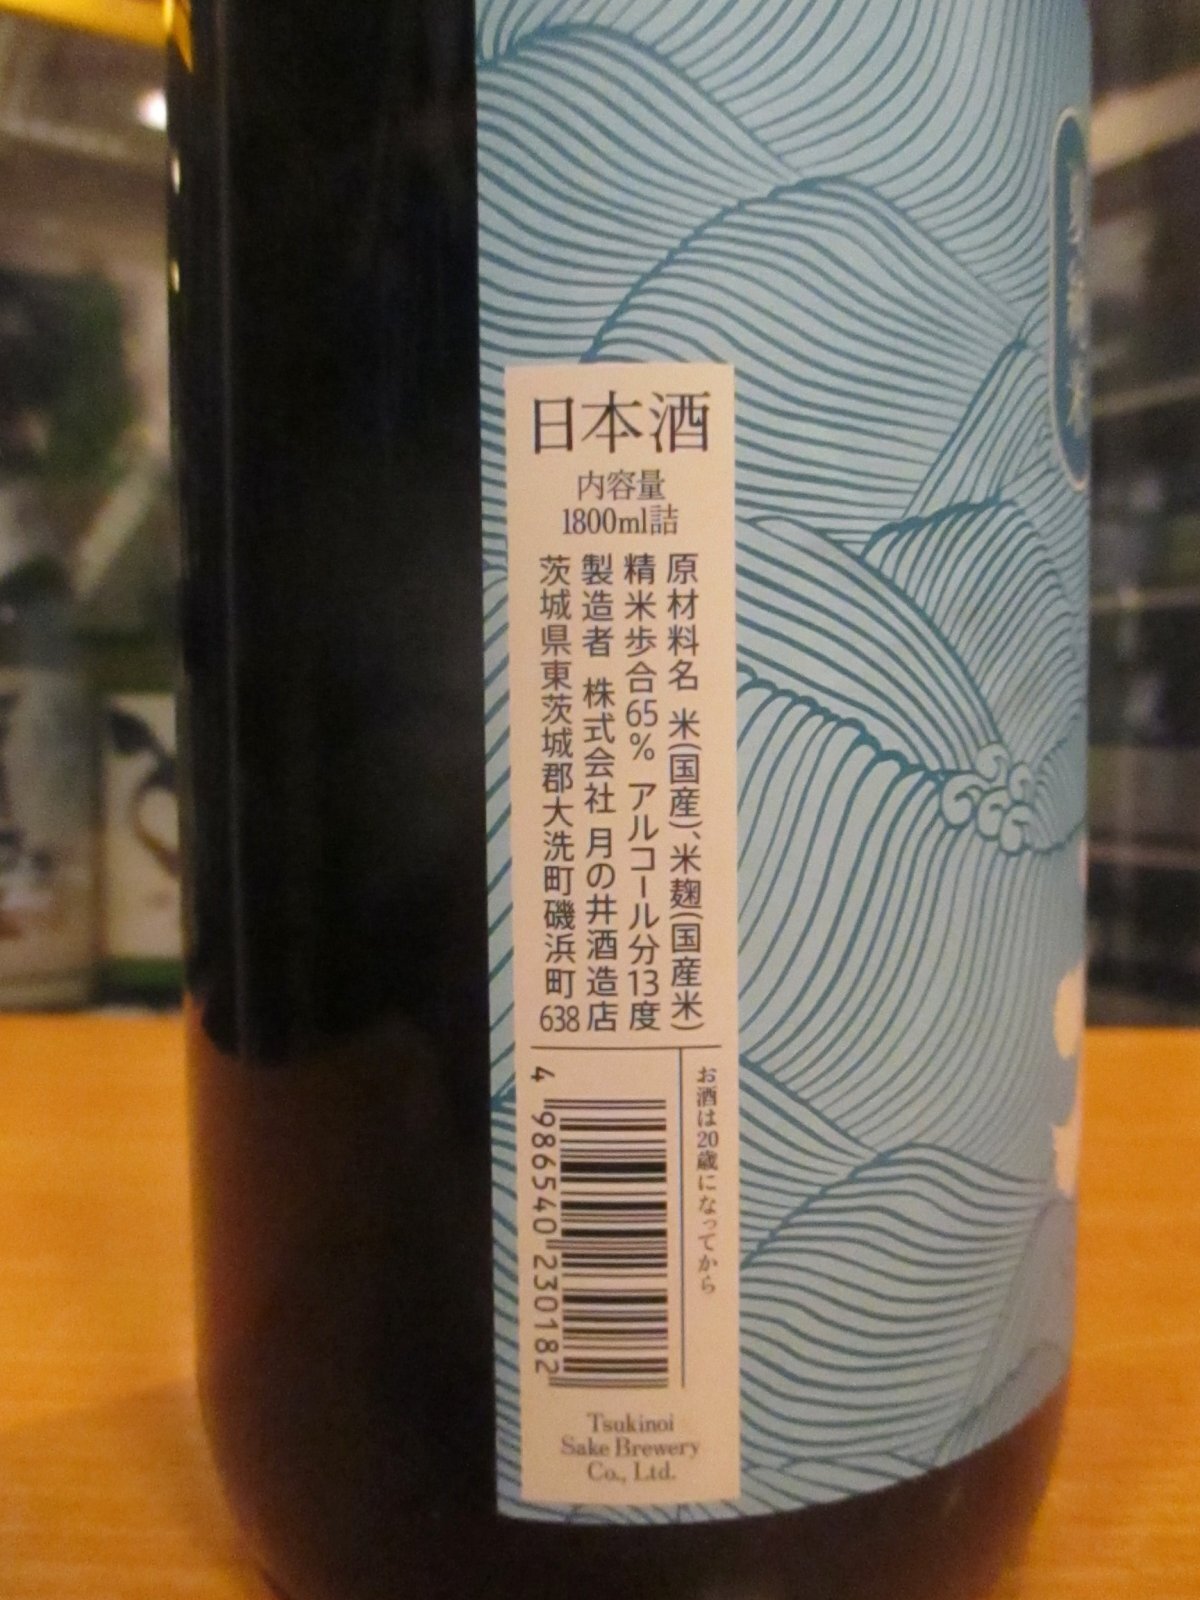 日本酒
内容量
1800ml詰
原材料名 米(国産)、米麹(国産米)
精米歩合65% アルコール分13度
製造者 株式会社 月の井酒造店
茨城県東茨城郡大洗町磯浜町638
お酒は20歳になってから
4 986540 230182
Tsukinoi
Sake Brewery
Co., Ltd.